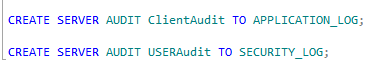 CREATE SERVER AUDIT ClientAudit TO APPLICATION_LOG;
CREATE SERVER AUDIT USERAudit TO SECURITY_LOG;